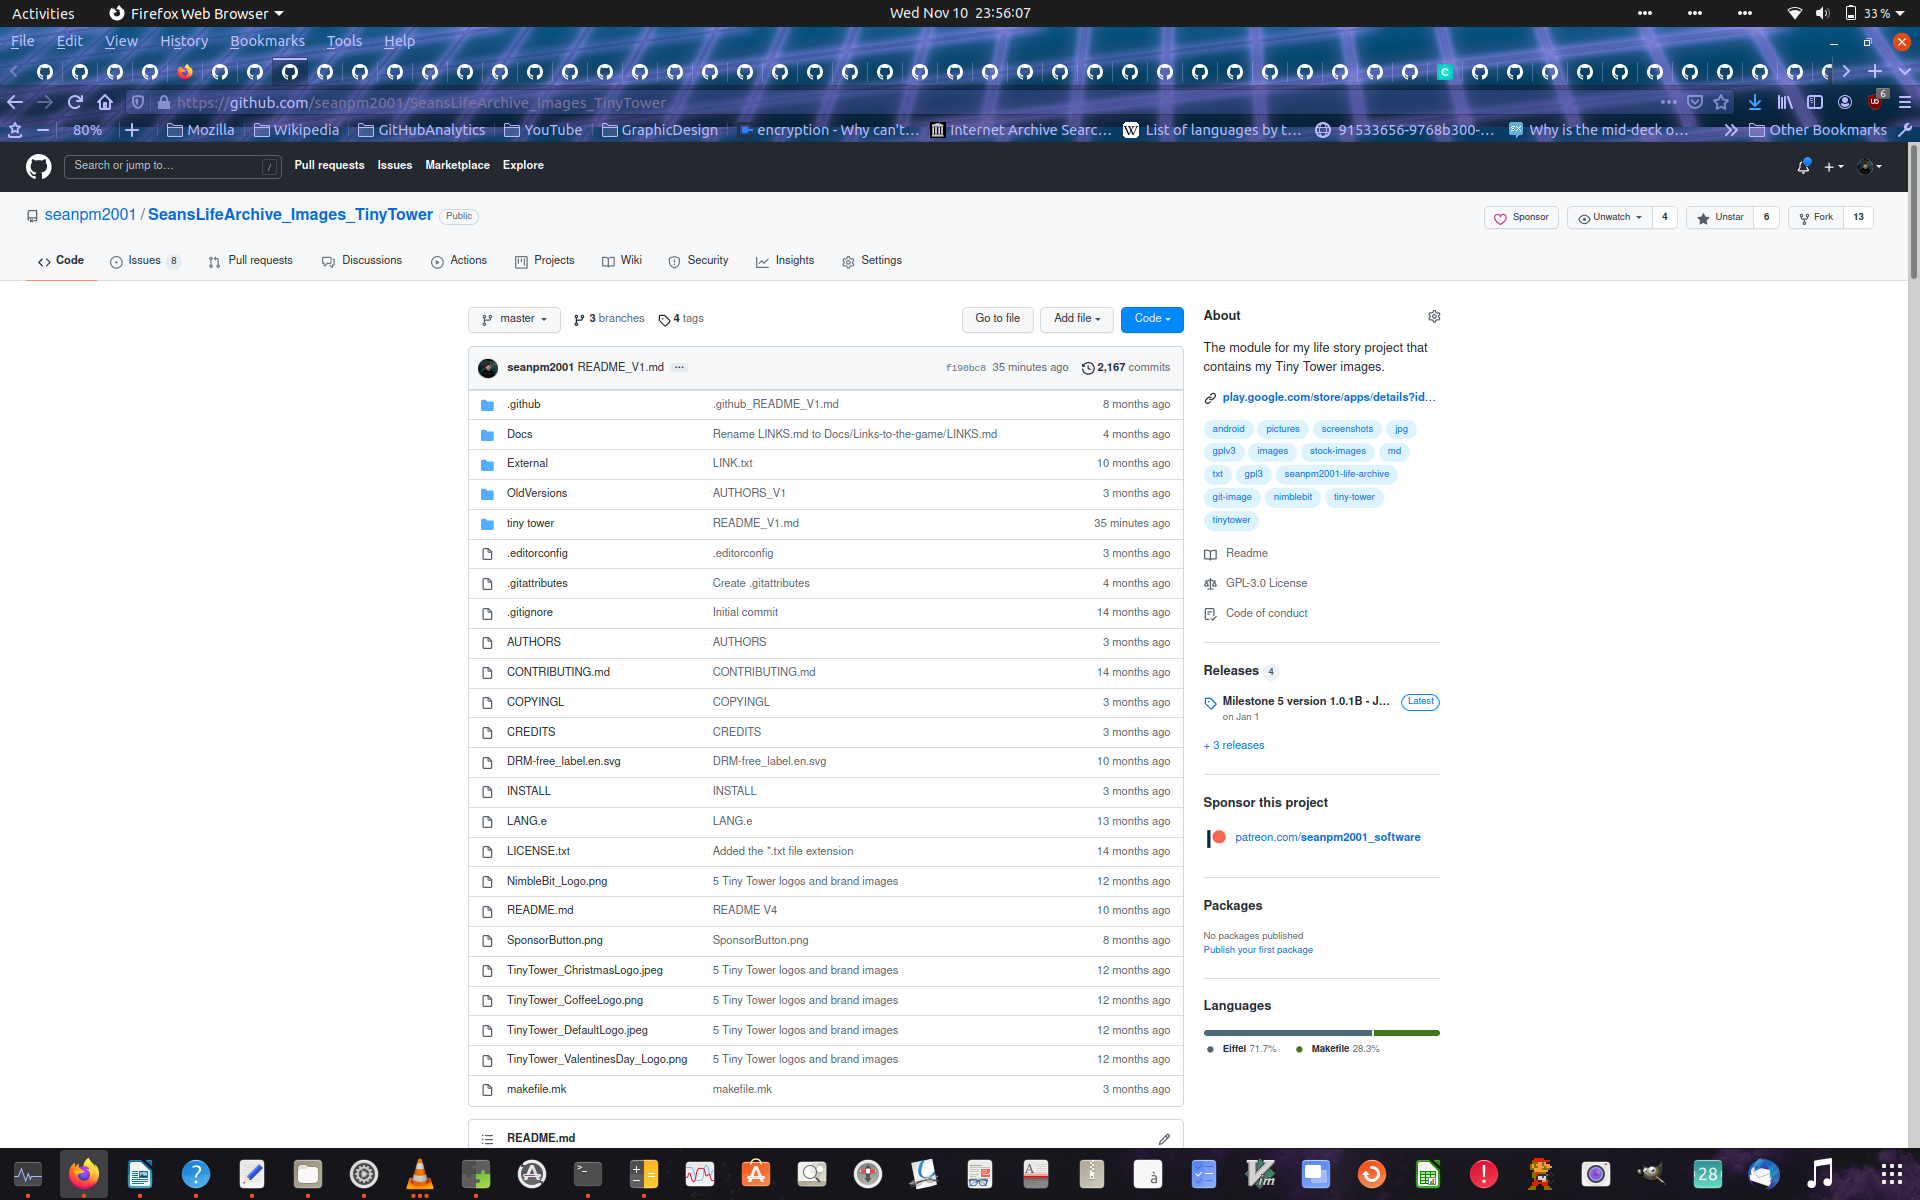 Activities Firefox Web Browser Wed Nov 10 23:56:07 33 %
File Edit View History Bookmarks Tools Help
https://github.com/seanpm2001/SeansLifeArchive_Images_TinyTower 6
80% Mozilla Wikipedia GitHubAnalytics YouTube GraphicDesign encryption - Why can't… Internet Archive Searc… List of languages by t… 91533656-9768b300-… Why is the mid-deck o… Other Bookmarks
Search or jump to… / Pull requests Issues Marketplace Explore
seanpm2001 / SeansLifeArchive_Images_TinyTower Public Sponsor Unwatch 4 Unstar 6 Fork 13
Code Issues 8 Pull requests Discussions Actions Projects Wiki Security Insights Settings
master 3 branches 4 tags Go to file Add file Code
seanpm2001 README_V1.md ... f190bc8 35 minutes ago 2,167 commits
.github .github_README_V1.md 8 months ago
Docs Rename LINKS.md to Docs/Links-to-the-game/LINKS.md 4 months ago
External LINK.txt 10 months ago
OldVersions AUTHORS_V1 3 months ago
tiny tower README_V1.md 35 minutes ago
.editorconfig .editorconfig 3 months ago
.gitattributes Create .gitattributes 4 months ago
.gitignore Initial commit 14 months ago
AUTHORS AUTHORS 3 months ago
CONTRIBUTING.md CONTRIBUTING.md 14 months ago
COPYINGL COPYINGL 3 months ago
CREDITS CREDITS 3 months ago
DRM-free_label.en.svg DRM-free_label.en.svg 10 months ago
INSTALL INSTALL 3 months ago
LANG.e LANG.e 13 months ago
LICENSE.txt Added the *.txt file extension 14 months ago
NimbleBit_Logo.png 5 Tiny Tower logos and brand images 12 months ago
README.md README V4 10 months ago
SponsorButton.png SponsorButton.png 8 months ago
TinyTower_ChristmasLogo.jpeg 5 Tiny Tower logos and brand images 12 months ago
TinyTower_CoffeeLogo.png 5 Tiny Tower logos and brand images 12 months ago
TinyTower_DefaultLogo.jpeg 5 Tiny Tower logos and brand images 12 months ago
TinyTower_ValentinesDay_Logo.png 5 Tiny Tower logos and brand images 12 months ago
makefile.mk makefile.mk 3 months ago
README.md
About
The module for my life story project that
contains my Tiny Tower images.
play.google.com/store/apps/details?id…
android pictures screenshots jpg
gplv3 images stock-images md
txt gpl3 seanpm2001-life-archive
git-image nimblebit tiny-tower
tinytower
Readme
GPL-3.0 License
Code of conduct
Releases 4
Milestone 5 version 1.0.1B - J… Latest
on Jan 1
+ 3 releases
Sponsor this project
patreon.com/seanpm2001_software
Packages
No packages published
Publish your first package
Languages
Eiffel 71.7% Makefile 28.3%
28